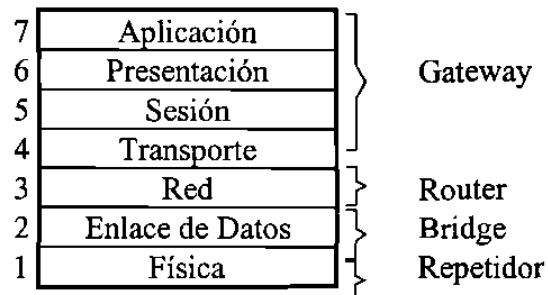 7 Aplicación
6 Presentación Gateway
5 Sesión
4 Transporte
3 Red Router
2 Enlace de Datos Bridge
1 Física Repetidor